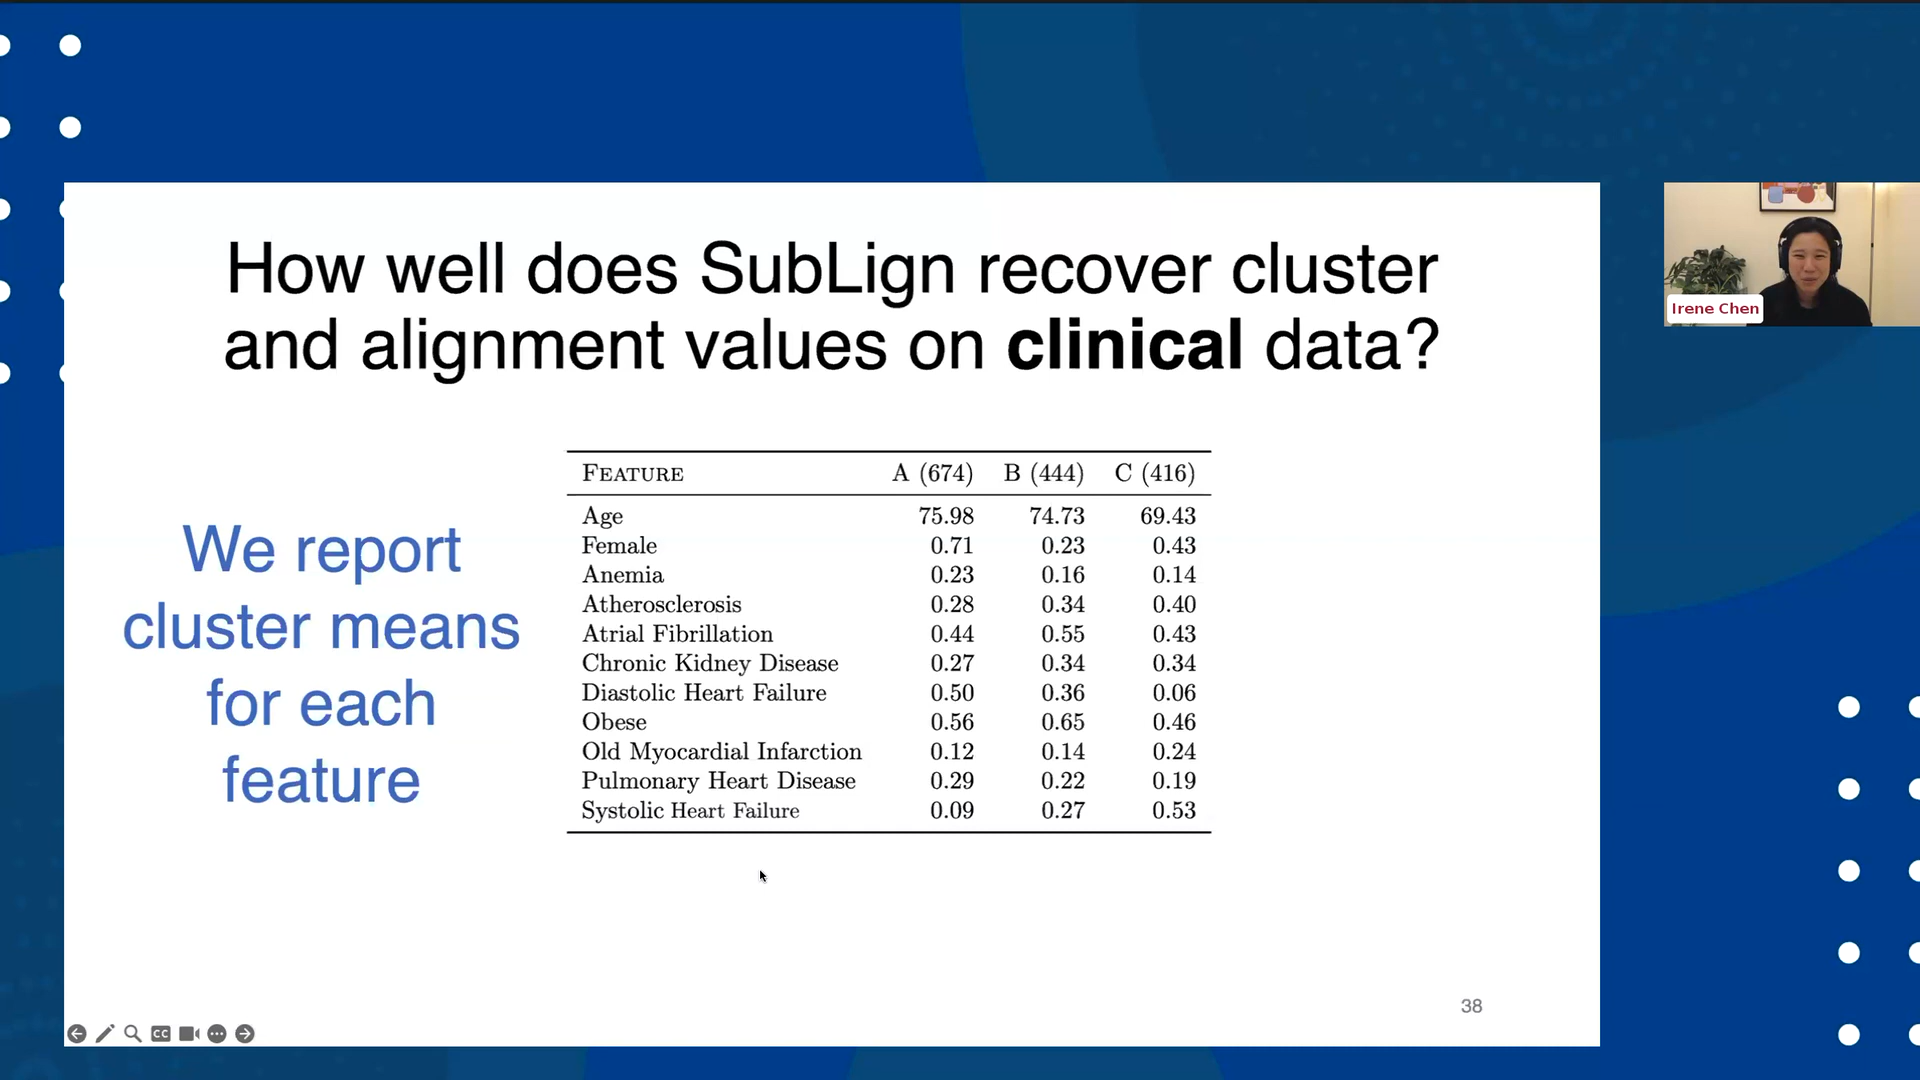 How well does SubLign recover cluster
and alignment values on clinical data?
Irene Chen
We report
cluster means
for each
feature
FEATURE A (674) B (444) C (416)
Age 75.98 74.73 69.43
Female 0.71 0.23 0.43
Anemia 0.23 0.16 0.14
Atherosclerosis 0.28 0.34 0.40
Atrial Fibrillation 0.44 0.55 0.43
Chronic Kidney Disease 0.27 0.34 0.34
Diastolic Heart Failure 0.50 0.36 0.06
Obese 0.56 0.65 0.46
Old Myocardial Infarction 0.12 0.14 0.24
Pulmonary Heart Disease 0.29 0.22 0.19
Systolic Heart Failure 0.09 0.27 0.53
38
CC